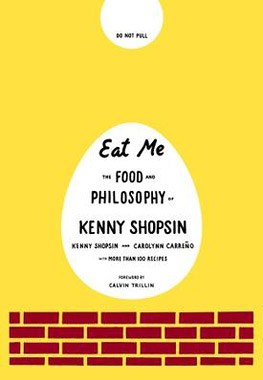 DO NOT PULL
Eat Me
THE FOOD AND
PHILOSOPHY OF
KENNY SHOPSIN
KENNY SHOPSIN AND CAROLYNN CARREÑO
WITH MORE THAN 100 RECIPES
FOREWORD BY
CALVIN TRILLIN